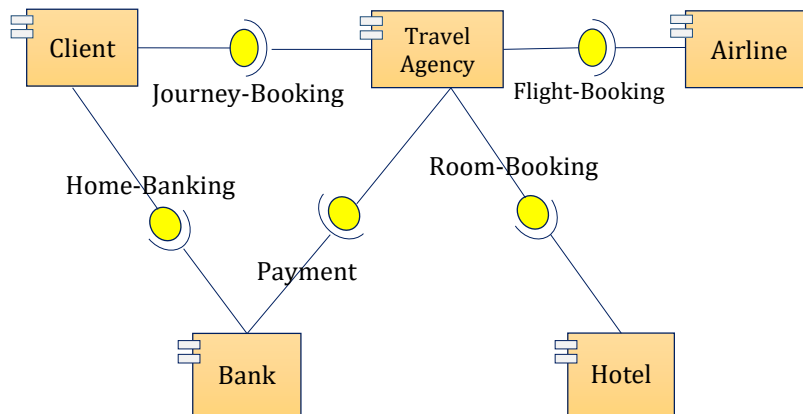 Client
Travel
Agency
Airline
Journey-Booking
Flight-Booking
Home-Banking
Room-Booking
Payment
Bank
Hotel